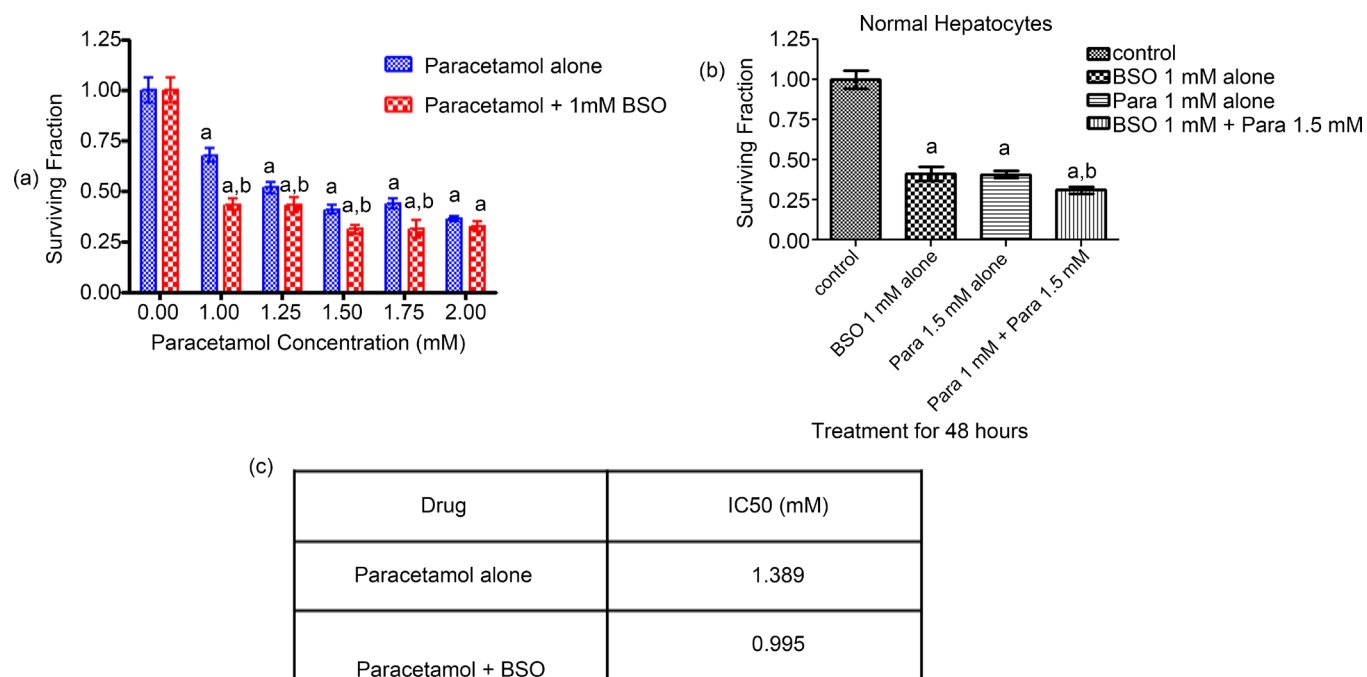 (a)
Surviving Fraction
1.25
1.00
0.75
0.50
0.25
0.00
Paracetamol alone
Paracetamol + 1mM BSO
a
a,b
a
a,b
a
a,b
a
a,b
a
a
0.00 1.00 1.25 1.50 1.75 2.00
Paracetamol Concentration (mM)
(b)
Normal Hepatocytes
Surviving Fraction
1.25
1.00
0.75
0.50
0.25
0.00
control
BSO 1 mM alone
Para 1 mM alone
BSO 1 mM + Para 1.5 mM
a
a
a,b
control
BSO 1 mM alone
Para 1.5 mM alone
Para 1 mM + Para 1.5 mM
Treatment for 48 hours
(c)
Drug IC50 (mM)
Paracetamol alone 1.389
Paracetamol + BSO 0.995